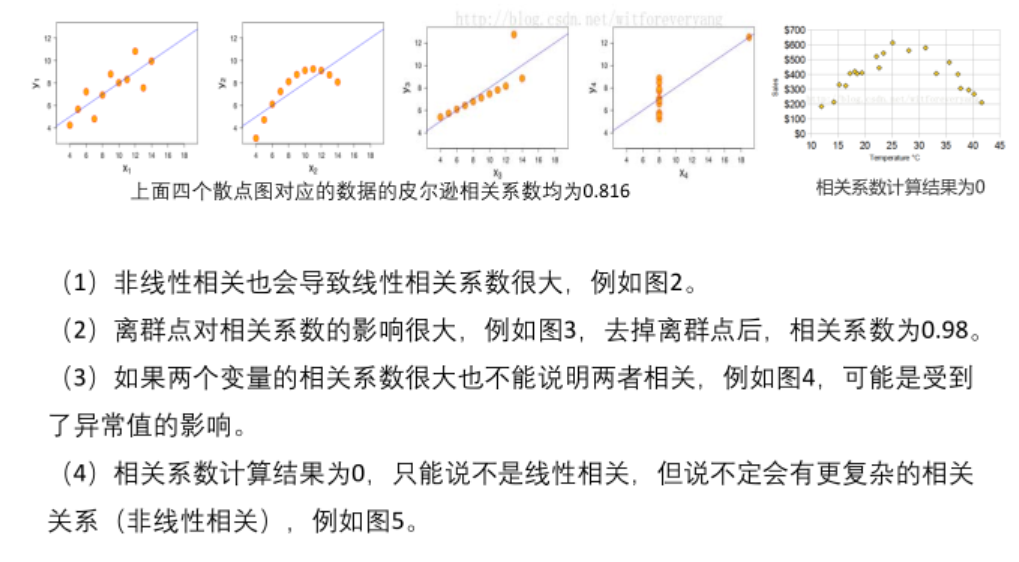 http://blog.csdn.net/witforeveryang
y₁
12
10
8
6
4
4 6 8 10 12 14 16 18
x₁
y₂
12
10
8
6
4
4 6 8 10 12 14 16 18
x₂
y₃
12
10
8
6
4
4 6 8 10 12 14 16 18
x₃
y₄
12
10
8
6
4
4 6 8 10 12 14 16 18
x₄
Sales
$700
$600
$500
$400
$300
$200
$100
$0
10 15 20 25 30 35 40 45
Temperature °C
上面四个散点图对应的数据的皮尔逊相关系数均为0.816
相关系数计算结果为0
（1）非线性相关也会导致线性相关系数很大，例如图2。
（2）离群点对相关系数的影响很大，例如图3，去掉离群点后，相关系数为0.98。
（3）如果两个变量的相关系数很大也不能说明两者相关，例如图4，可能是受到
了异常值的影响。
（4）相关系数计算结果为0，只能说不是线性相关，但说不定会有更复杂的相关
关系（非线性相关），例如图5。